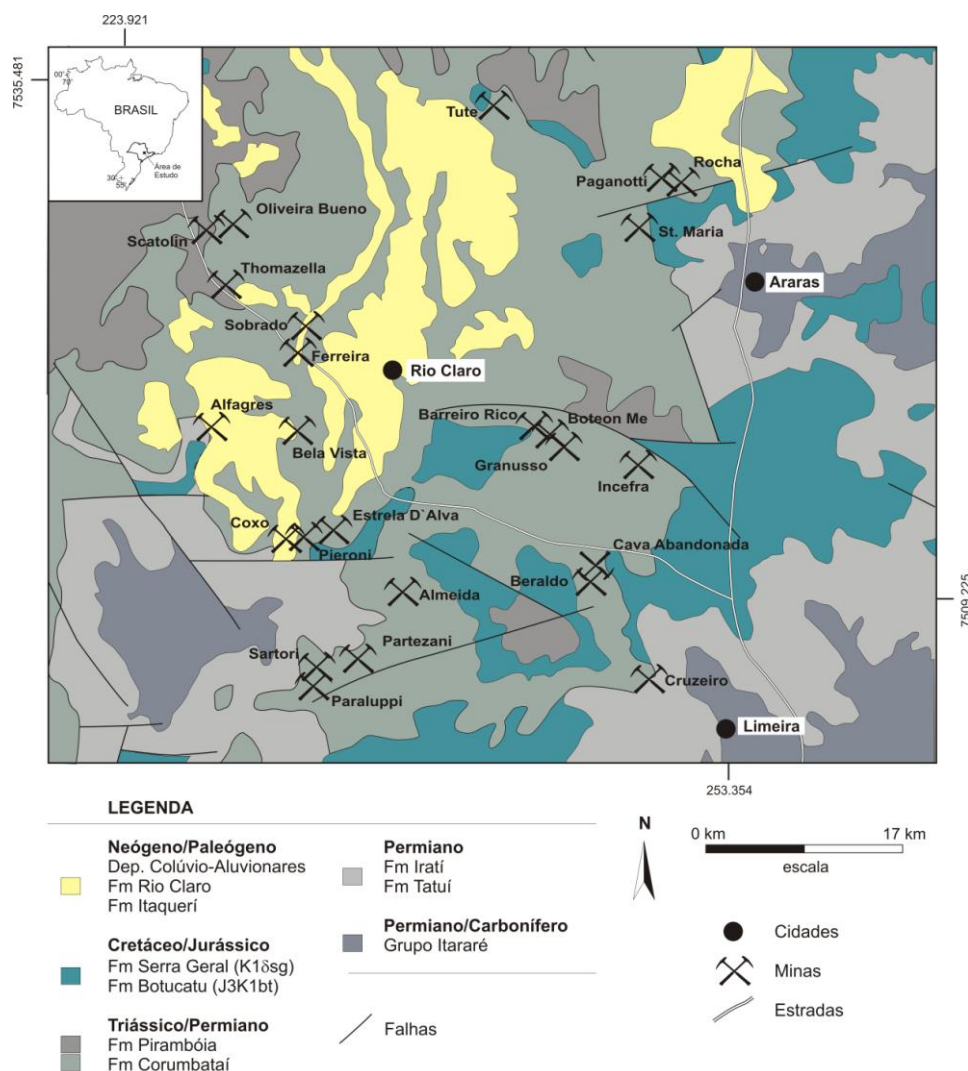 223.921
7535.481
00°
70°
BRASIL
Área de
Estudo
30°
55°
Tute
Rocha
Paganotti
St. Maria
Oliveira Bueno
Scatolin
Thomazella
Araras
Sobrado
Ferreira
Rio Claro
Alfagres
Bela Vista
Barreiro Rico
Boteon Me
Granusso
Incefra
Coxo
Estrela D`Alva
Pieroni
Cava Abandonada
Beraldo
Almeida
7509.225
Partezani
Sartori
Paraluppi
Cruzeiro
Limeira
253.354
LEGENDA
Neógeno/Paleógeno
Dep. Colúvio-Aluvionares
Fm Rio Claro
Fm Itaquerí
Cretáceo/Jurássico
Fm Serra Geral (K1δsg)
Fm Botucatu (J3K1bt)
Triássico/Permiano
Fm Pirambóia
Fm Corumbataí
Permiano
Fm Iratí
Fm Tatuí
Permiano/Carbonífero
Grupo Itararé
Falhas
N
0 km 17 km
escala
Cidades
Minas
Estradas